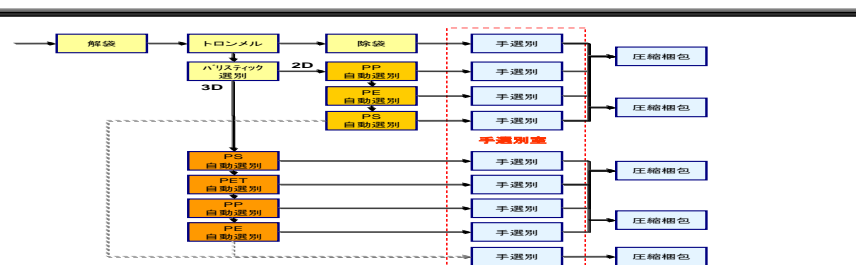 解袋
トロンメル
除袋
手選別
圧縮梱包
バリスティック
選別
2D
3D
PP
自動選別
手選別
PE
自動選別
手選別
圧縮梱包
PS
自動選別
手選別
手選別室
PS
自動選別
手選別
圧縮梱包
PET
自動選別
手選別
PP
自動選別
手選別
圧縮梱包
PE
自動選別
手選別
手選別
圧縮梱包